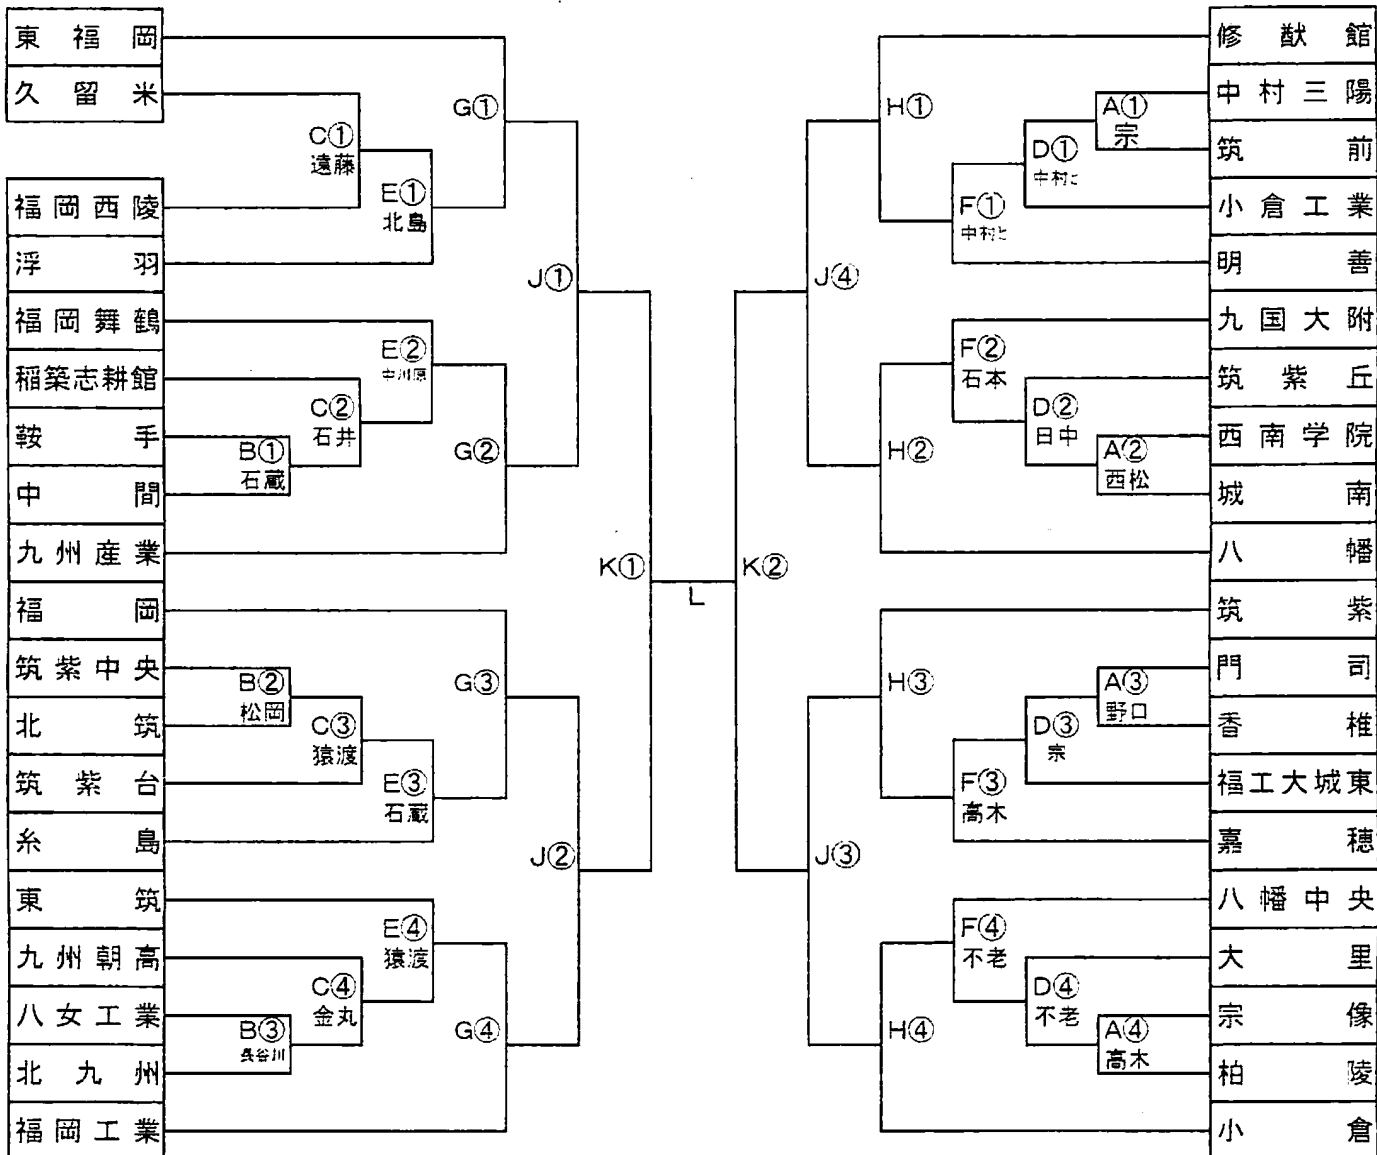 東福岡
久留米
福岡西陵
浮羽
福岡舞鶴
稲築志耕館
鞍手
中間
九州産業
福岡
筑紫中央
北筑
筑紫台
糸島
東筑
九州朝高
八女工業
北九州
福岡工業
B①
石蔵
B②
松岡
B③
長谷川
C①
遠藤
C②
石井
C③
猿渡
C④
金丸
E①
北島
E②
中川原
E③
石蔵
E④
猿渡
G①
G②
G③
G④
J①
J②
K①
L
K②
J④
J③
H①
H②
H③
H④
F①
中村ヒ
F②
石本
F③
高木
F④
不老
D①
D②
日中
D③
宗
D④
不老
A①
宗
A②
西松
A③
野口
A④
高木
修猷館
中村三陽
筑前
小倉工業
明善
九国大附
筑紫丘
西南学院
城南
八幡
筑紫
門司
香椎
福工大城東
嘉穂
八幡中央
大里
宗像
柏陵
小倉